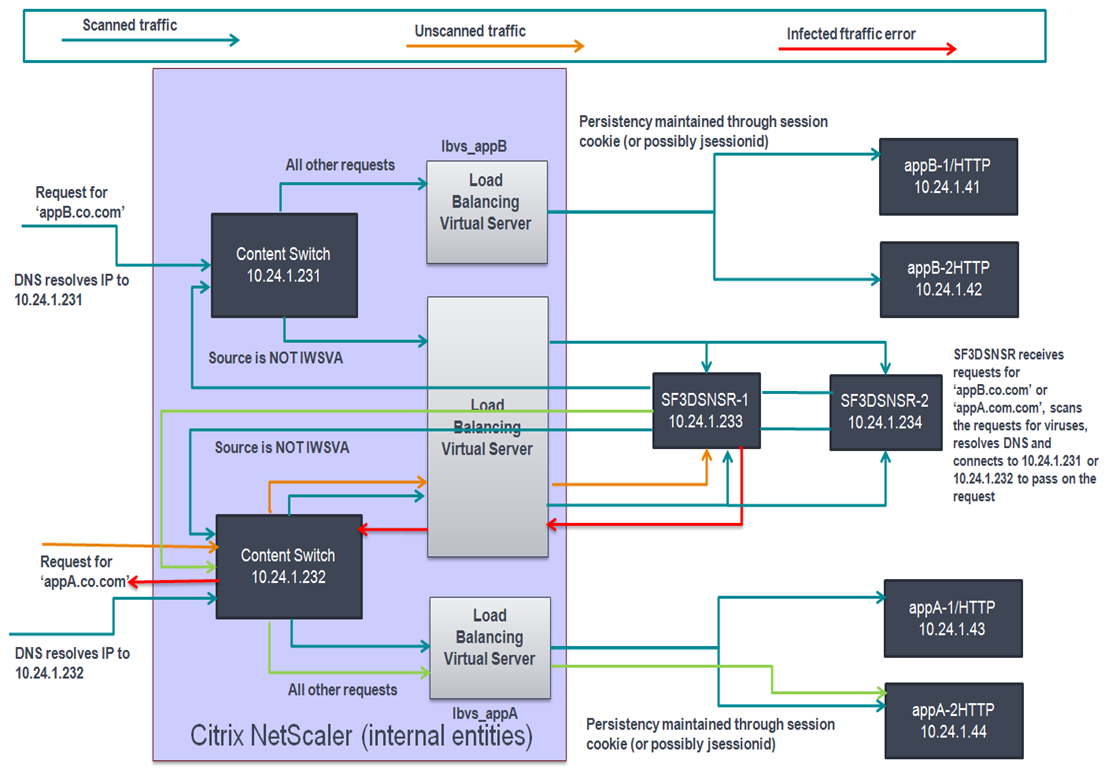 Scanned traffic
Unscanned traffic
Infected ftraffic error
Persistency maintained through session
cookie (or possibly jsessionid)
lbvs_appB
All other requests
Load
Balancing
Virtual Server
appB-1/HTTP
10.24.1.41
Request for
‘appB.co.com’
Content Switch
10.24.1.231
DNS resolves IP to
10.24.1.231
appB-2HTTP
10.24.1.42
Source is NOT IWSVA
SF3DSNSR receives
requests for
‘appB.co.com’ or
‘appA.com.com’, scans
the requests for viruses,
resolves DNS and
connects to 10.24.1.231 or
10.24.1.232 to pass on the
request
SF3DSNSR-1
10.24.1.233
SF3DSNSR-2
10.24.1.234
Load
Balancing
Virtual Server
Source is NOT IWSVA
Content Switch
10.24.1.232
Request for
‘appA.co.com’
DNS resolves IP to
10.24.1.232
Load
Balancing
Virtual Server
appA-1/HTTP
10.24.1.43
All other requests
lbvs_appA
appA-2HTTP
10.24.1.44
Persistency maintained through session
cookie (or possibly jsessionid)
Citrix NetScaler (internal entities)